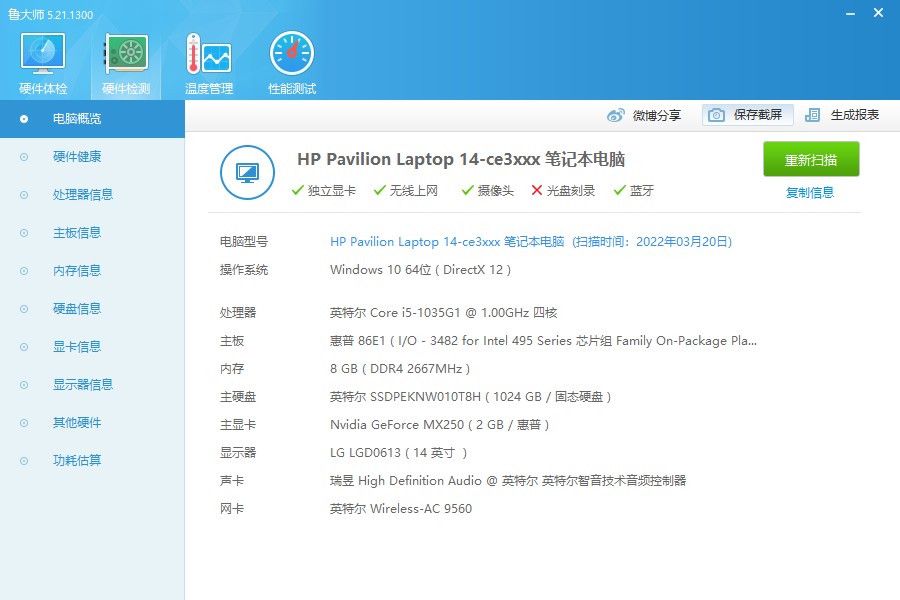 鲁大师 5.21.1300
硬件体检 硬件检测 温度管理 性能测试
微博分享 保存截屏 生成报表
电脑概览
硬件健康
处理器信息
主板信息
内存信息
硬盘信息
显卡信息
显示器信息
其他硬件
功耗估算
HP Pavilion Laptop 14-ce3xxx 笔记本电脑
独立显卡 无线上网 摄像头 光盘刻录 蓝牙
重新扫描
复制信息
电脑型号 HP Pavilion Laptop 14-ce3xxx 笔记本电脑 (扫描时间：2022年03月20日)
操作系统 Windows 10 64位 ( DirectX 12 )
处理器 英特尔 Core i5-1035G1 @ 1.00GHz 四核
主板 惠普 86E1 ( I/O - 3482 for Intel 495 Series 芯片组 Family On-Package Pla...
内存 8 GB ( DDR4 2667MHz )
主硬盘 英特尔 SSDPEKNW010T8H ( 1024 GB / 固态硬盘 )
主显卡 Nvidia GeForce MX250 ( 2 GB / 惠普 )
显示器 LG LGD0613 ( 14 英寸 )
声卡 瑞昱 High Definition Audio @ 英特尔 英特尔智音技术音频控制器
网卡 英特尔 Wireless-AC 9560